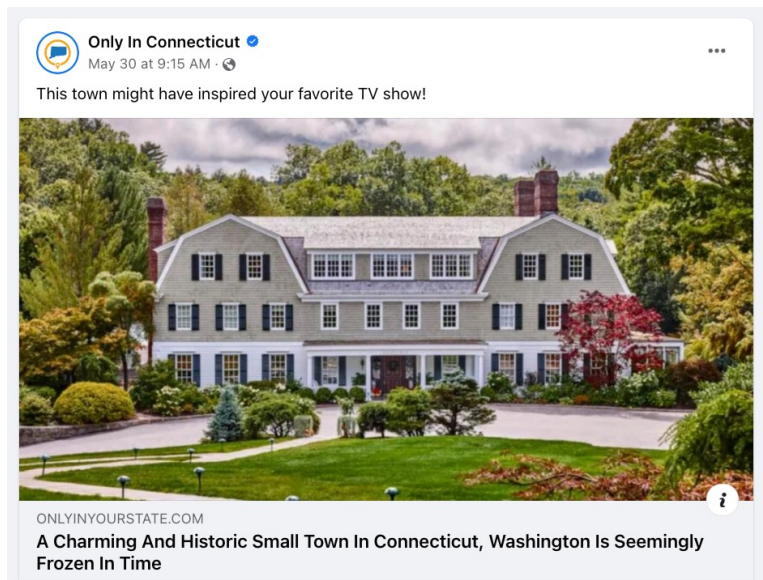 Only In Connecticut
May 30 at 9:15 AM ·
This town might have inspired your favorite TV show!
i
ONLYINYOURSTATE.COM
A Charming And Historic Small Town In Connecticut, Washington Is Seemingly
Frozen In Time